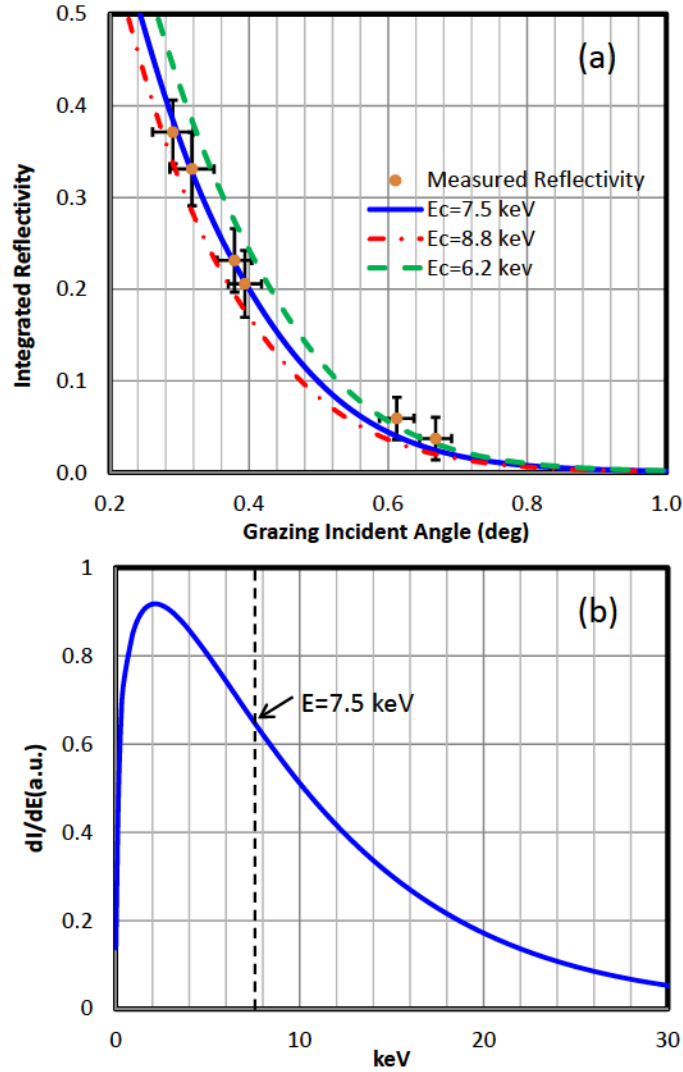 0.5
(a)
0.4
0.3
0.2
0.1
0.0
Integrated Reflectivity
Measured Reflectivity
Ec=7.5 keV
Ec=8.8 keV
Ec=6.2 kev
0.2 0.4 0.6 0.8 1.0
Grazing Incident Angle (deg)
1
(b)
0.8
0.6
0.4
0.2
0
dI/dE(a.u.)
E=7.5 keV
0 10 20 30
keV